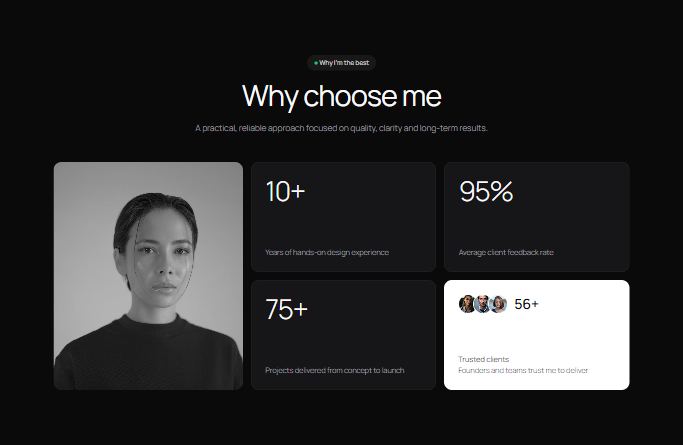 Why I'm the best
Why choose me
A practical, reliable approach focused on quality, clarity and long-term results.
10+
Years of hands-on design experience
95%
Average client feedback rate
75+
Projects delivered from concept to launch
56+
Trusted clients
Founders and teams trust me to deliver